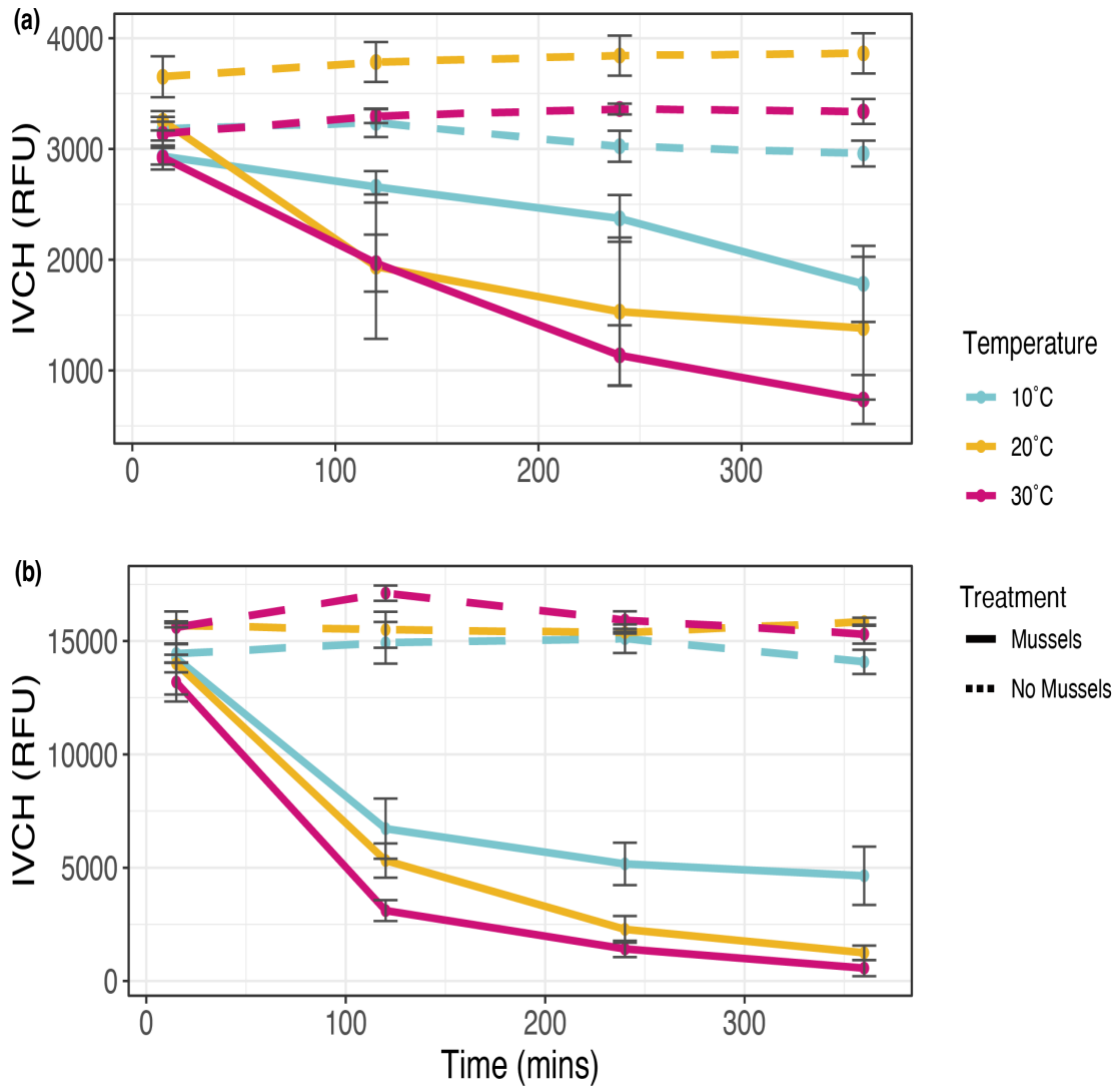 (a)
4000
3000
2000
1000
IVCH (RFU)
0 100 200 300
Temperature
10°C
20°C
30°C
(b)
15000
10000
5000
0
IVCH (RFU)
0 100 200 300
Time (mins)
Treatment
Mussels
No Mussels